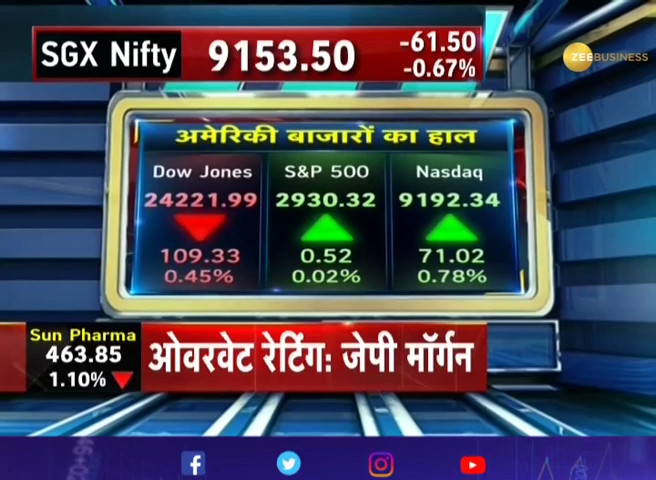 SGX Nifty 9153.50 -61.50
-0.67%
ZEEBUSINESS
अमेरिकी बाजारों का हाल
Dow Jones S&P 500 Nasdaq
24221.99 2930.32 9192.34
109.33 0.52 71.02
0.45% 0.02% 0.78%
Sun Pharma
463.85
1.10%
ओवरवेट रेटिंग: जेपी मॉर्गन